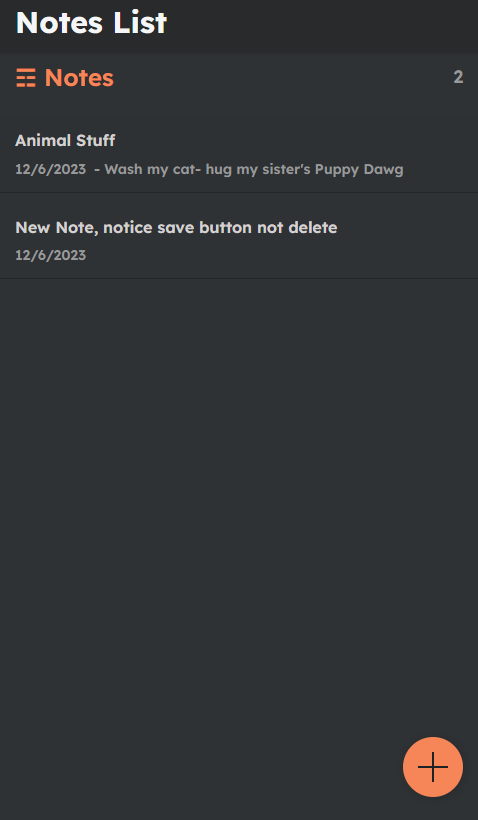 Notes List
☶ Notes 2
Animal Stuff
12/6/2023 - Wash my cat- hug my sister's Puppy Dawg
New Note, notice save button not delete
12/6/2023